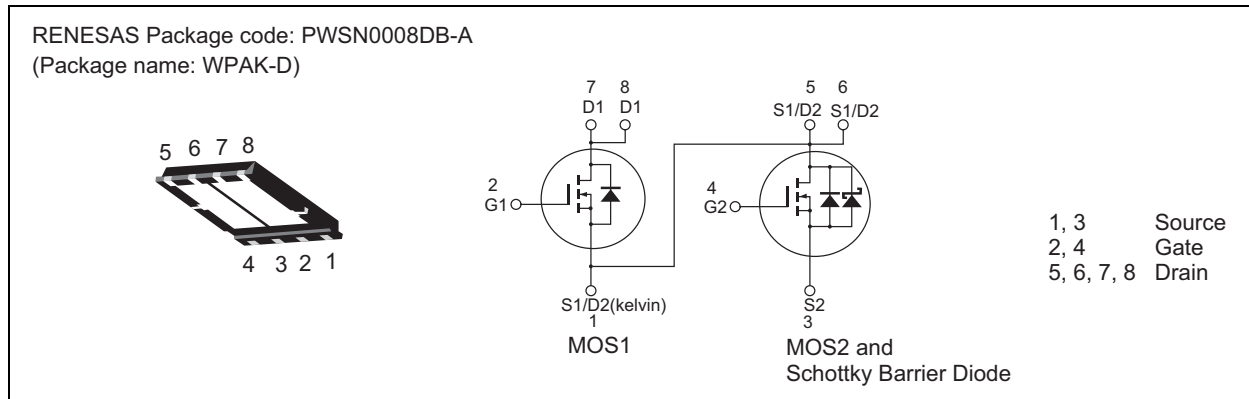 RENESAS Package code: PWSN0008DB-A
(Package name: WPAK-D)
5 6 7 8
4 3 2 1
7 8
D1 D1
2
G1
S1/D2(kelvin)
1
MOS1
5 6
S1/D2 S1/D2
4
G2
S2
3
MOS2 and
Schottky Barrier Diode
1, 3 Source
2, 4 Gate
5, 6, 7, 8 Drain